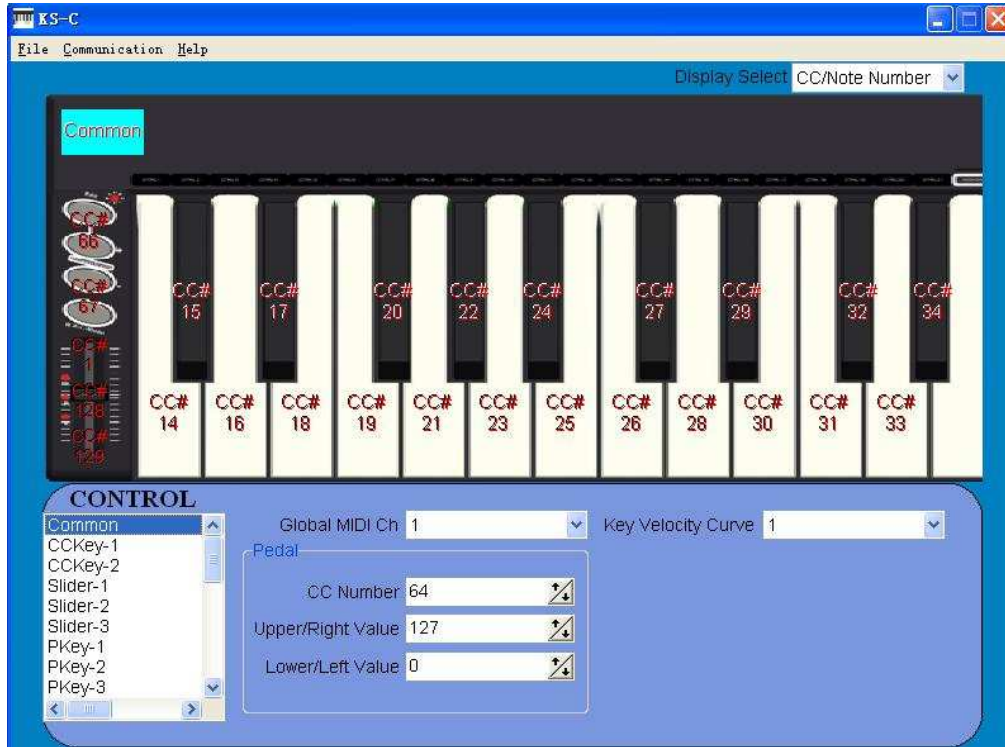 KS-C
File Communication Help
Display Select CC/Note Number
Common
CC#
66
CC#
67
CC#
1
CC#
128
CC#
129
CC#
15
CC#
17
CC#
20
CC#
22
CC#
24
CC#
27
CC#
29
CC#
32
CC#
34
CC#
14
CC#
16
CC#
18
CC#
19
CC#
21
CC#
23
CC#
25
CC#
26
CC#
28
CC#
30
CC#
31
CC#
33
CONTROL
Common
CCKey-1
CCKey-2
Slider-1
Slider-2
Slider-3
PKey-1
PKey-2
PKey-3
Global MIDI Ch 1
Key Velocity Curve 1
Pedal
CC Number 64
Upper/Right Value 127
Lower/Left Value 0